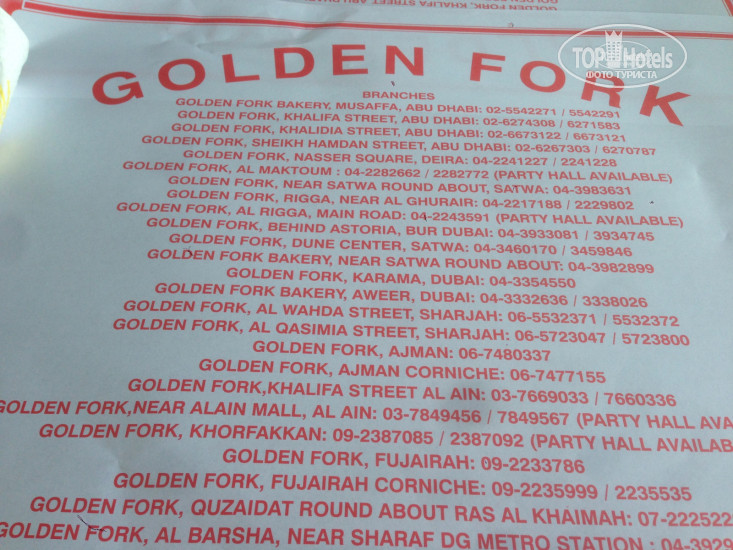 GOLDEN FORK, KHALIFA STREET, ABU DHABI
TOP Hotels
ФОТО ТУРИСТА
GOLDEN FORK
BRANCHES
GOLDEN FORK BAKERY, MUSAFFA, ABU DHABI: 02-5542271 / 5542291
GOLDEN FORK, KHALIFA STREET, ABU DHABI: 02-6274308 / 6271583
GOLDEN FORK, KHALIDIA STREET, ABU DHABI: 02-6673122 / 6673121
GOLDEN FORK, SHEIKH HAMDAN STREET, ABU DHABI: 02-6267303 / 6270787
GOLDEN FORK, NASSER SQUARE, DEIRA: 04-2241227 / 2241228
GOLDEN FORK, AL MAKTOUM : 04-2282662 / 2282772 (PARTY HALL AVAILABLE)
GOLDEN FORK, NEAR SATWA ROUND ABOUT, SATWA: 04-3983631
GOLDEN FORK, RIGGA, NEAR AL GHURAIR: 04-2217188 / 2229802
GOLDEN FORK, AL RIGGA, MAIN ROAD: 04-2243591 (PARTY HALL AVAILABLE)
GOLDEN FORK, BEHIND ASTORIA, BUR DUBAI: 04-3933081 / 3934745
GOLDEN FORK, DUNE CENTER, SATWA: 04-3460170 / 3459846
GOLDEN FORK BAKERY, NEAR SATWA ROUND ABOUT: 04-3982899
GOLDEN FORK, KARAMA, DUBAI: 04-3354550
GOLDEN FORK BAKERY, AWEER, DUBAI: 04-3332636 / 3338026
GOLDEN FORK, AL WAHDA STREET, SHARJAH: 06-5532371 / 5532372
GOLDEN FORK, AL QASIMIA STREET, SHARJAH: 06-5723047 / 5723800
GOLDEN FORK, AJMAN: 06-7480337
GOLDEN FORK, AJMAN CORNICHE: 06-7477155
GOLDEN FORK,KHALIFA STREET AL AIN: 03-7669033 / 7660336
GOLDEN FORK,NEAR ALAIN MALL, AL AIN: 03-7849456 / 7849567 (PARTY HALL AVA
GOLDEN FORK, KHORFAKKAN: 09-2387085 / 2387092 (PARTY HALL AVAILAB
GOLDEN FORK, FUJAIRAH: 09-2233786
GOLDEN FORK, FUJAIRAH CORNICHE: 09-2235999 / 2235535
GOLDEN FORK, QUZAIDAT ROUND ABOUT RAS AL KHAIMAH: 07-222522
GOLDEN FORK, AL BARSHA, NEAR SHARAF DG METRO STATION : 04-3929